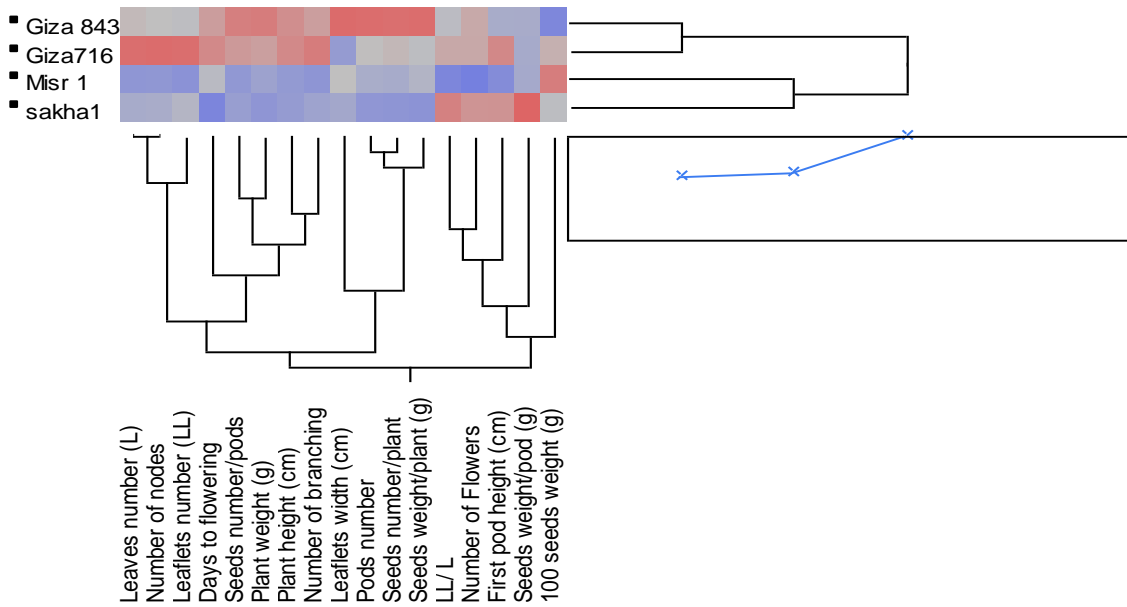 Giza 843
Giza716
Misr 1
sakha1
Leaves number (L)
Number of nodes
Leaflets number (LL)
Days to flowering
Seeds number/pods
Plant weight (g)
Plant height (cm)
Number of branching
Leaflets width (cm)
Pods number
Seeds number/plant
Seeds weight/plant (g)
LL/ L
Number of Flowers
First pod height (cm)
Seeds weight/pod (g)
100 seeds weight (g)